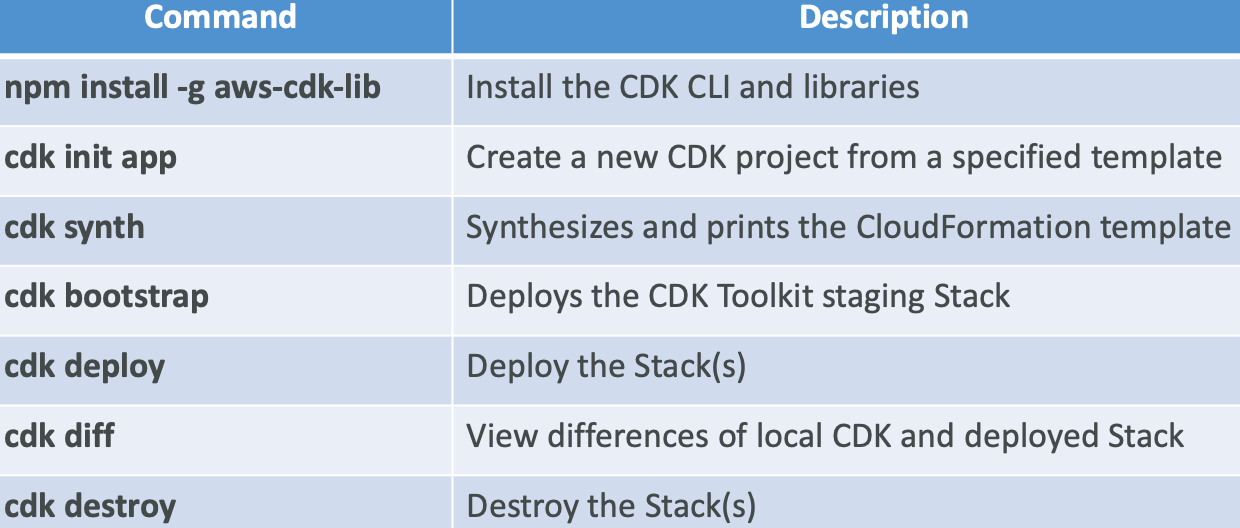 Command Description
npm install -g aws-cdk-lib Install the CDK CLI and libraries
cdk init app Create a new CDK project from a specified template
cdk synth Synthesizes and prints the CloudFormation template
cdk bootstrap Deploys the CDK Toolkit staging Stack
cdk deploy Deploy the Stack(s)
cdk diff View differences of local CDK and deployed Stack
cdk destroy Destroy the Stack(s)